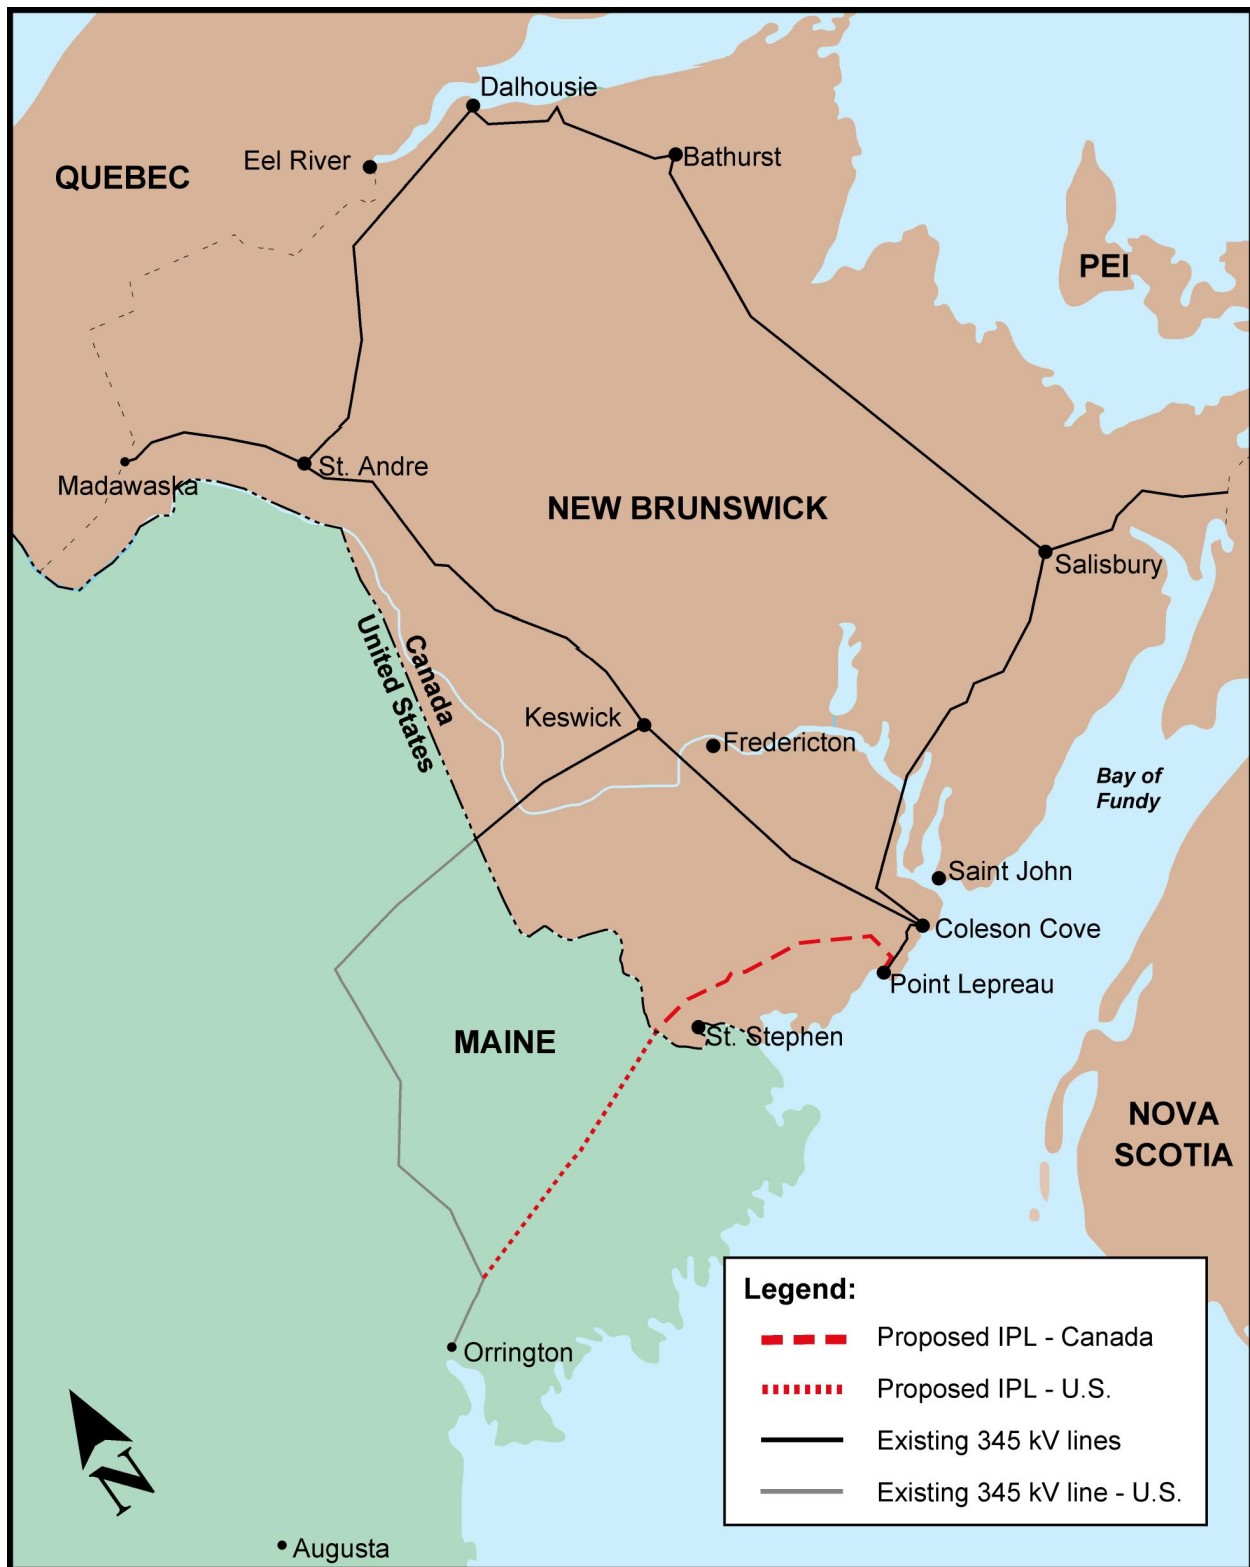 Dalhousie
Eel River
Bathurst
QUEBEC
PEI
St. Andre
Madawaska
NEW BRUNSWICK
Salisbury
Canada
United States
Keswick
Fredericton
Bay of
Fundy
Saint John
Coleson Cove
Point Lepreau
St. Stephen
MAINE
NOVA
SCOTIA
Orrington
Augusta
N
Legend:
Proposed IPL - Canada
Proposed IPL - U.S.
Existing 345 kV lines
Existing 345 kV line - U.S.